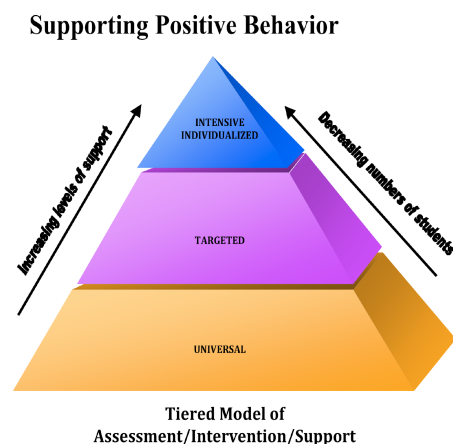 Supporting Positive Behavior
INTENSIVE
INDIVIDUALIZED
Increasing levels of support
Decreasing numbers of students
TARGETED
UNIVERSAL
Tiered Model of
Assessment/Intervention/Support